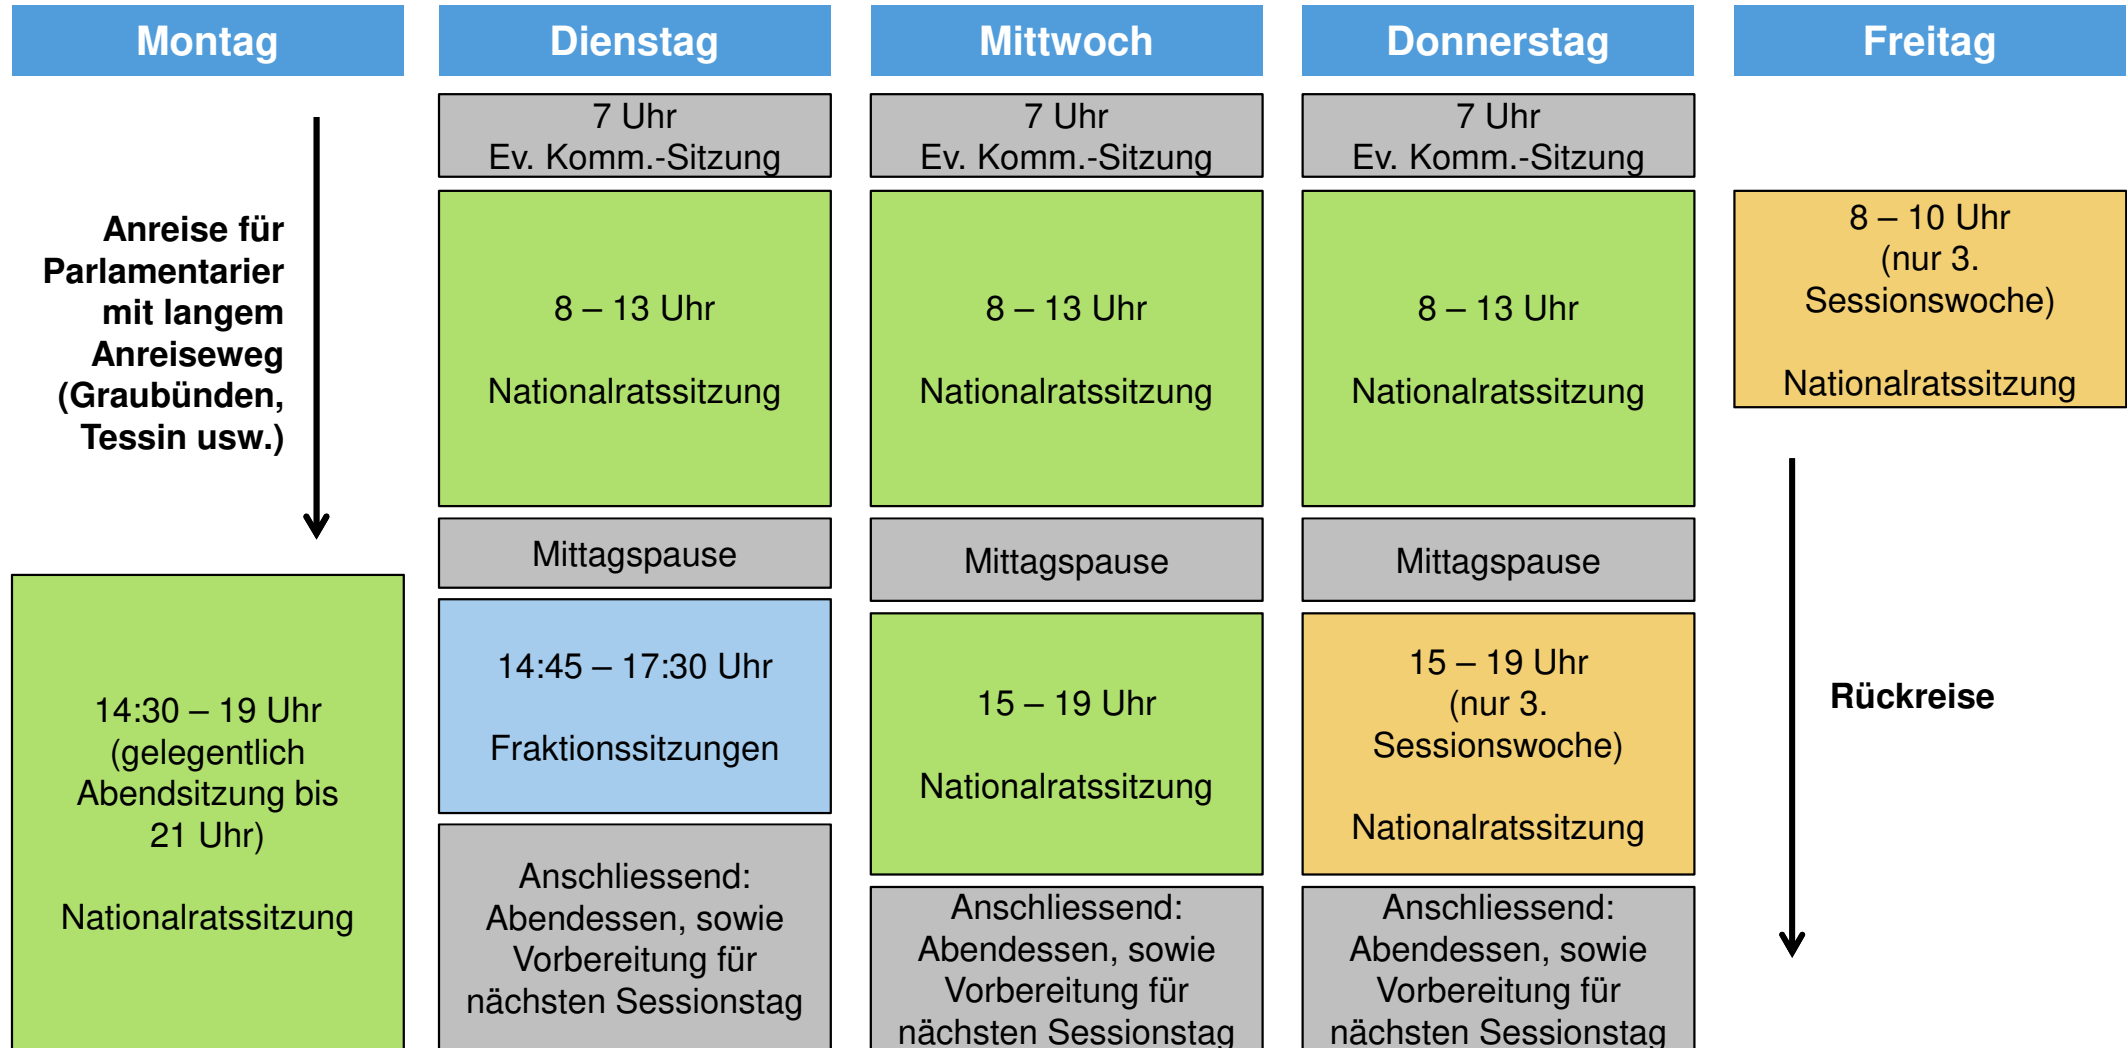 Montag
Anreise für
Parlamentarier
mit langem
Anreiseweg
(Graubünden,
Tessin usw.)
14:30 – 19 Uhr
(gelegentlich
Abendsitzung bis
21 Uhr)
Nationalratssitzung
Dienstag
7 Uhr
Ev. Komm.-Sitzung
8 – 13 Uhr
Nationalratssitzung
Mittagspause
14:45 – 17:30 Uhr
Fraktionssitzungen
Anschliessend:
Abendessen, sowie
Vorbereitung für
nächsten Sessionstag
Mittwoch
7 Uhr
Ev. Komm.-Sitzung
8 – 13 Uhr
Nationalratssitzung
Mittagspause
15 – 19 Uhr
Nationalratssitzung
Anschliessend:
Abendessen, sowie
Vorbereitung für
nächsten Sessionstag
Donnerstag
7 Uhr
Ev. Komm.-Sitzung
8 – 13 Uhr
Nationalratssitzung
Mittagspause
15 – 19 Uhr
(nur 3.
Sessionswoche)
Nationalratssitzung
Anschliessend:
Abendessen, sowie
Vorbereitung für
nächsten Sessionstag
Freitag
8 – 10 Uhr
(nur 3.
Sessionswoche)
Nationalratssitzung
Rückreise